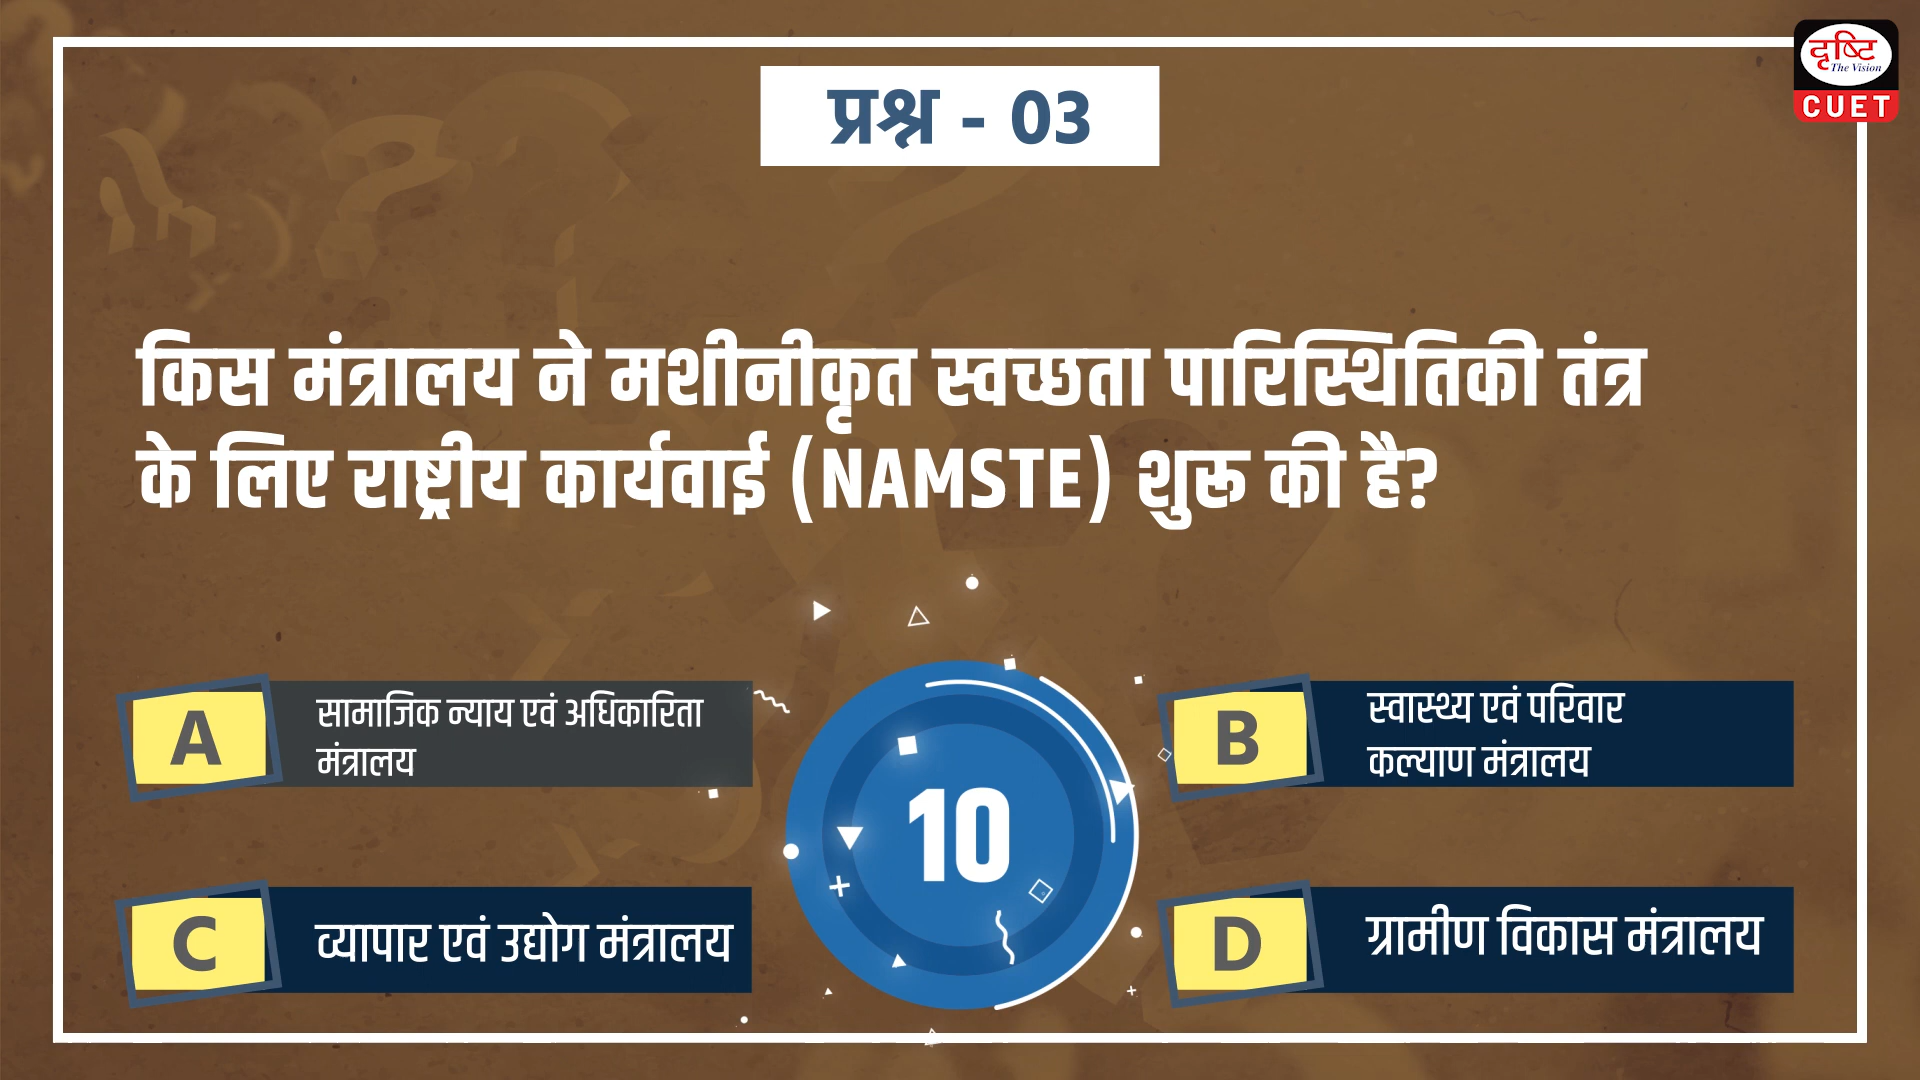 दृष्टि
The Vision
CUET
प्रश्न - 03
किस मंत्रालय ने मशीनीकृत स्वच्छता पारिस्थितिकी तंत्र
के लिए राष्ट्रीय कार्यवाई (NAMSTE) शुरू की है?
A
सामाजिक न्याय एवं अधिकारिता
मंत्रालय
B
स्वास्थ्य एवं परिवार
कल्याण मंत्रालय
10
C
व्यापार एवं उद्योग मंत्रालय
D
ग्रामीण विकास मंत्रालय